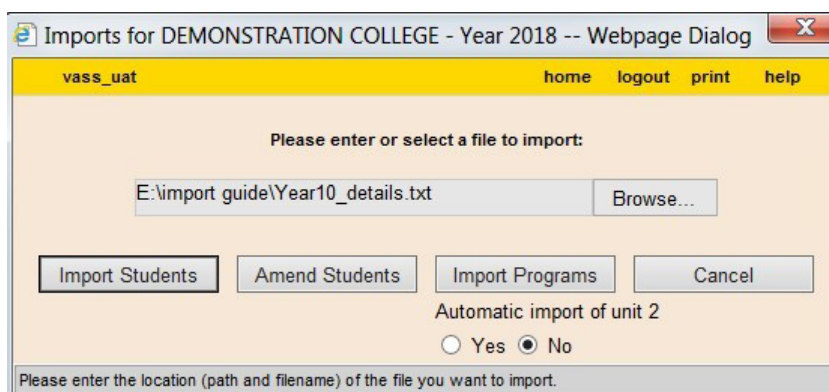 Imports for DEMONSTRATION COLLEGE - Year 2018 -- Webpage Dialog
vass_uat home logout print help
Please enter or select a file to import:
E:\import guide\Year10_details.txt Browse...
Import Students Amend Students Import Programs Cancel
Automatic import of unit 2
Yes No
Please enter the location (path and filename) of the file you want to import.